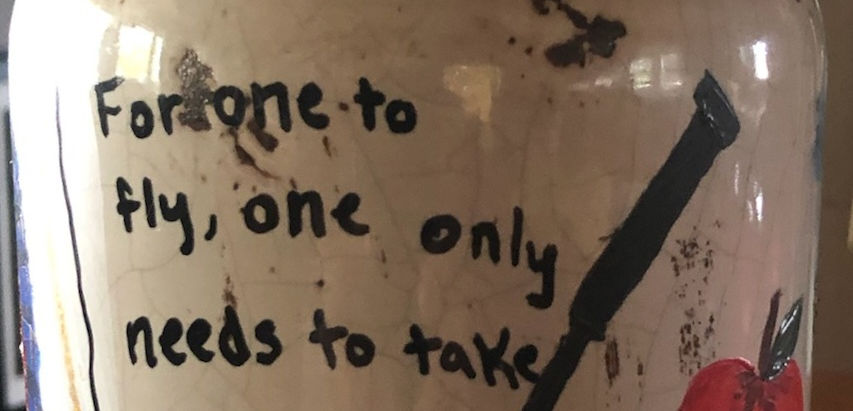 For one to
fly, one only
needs to take